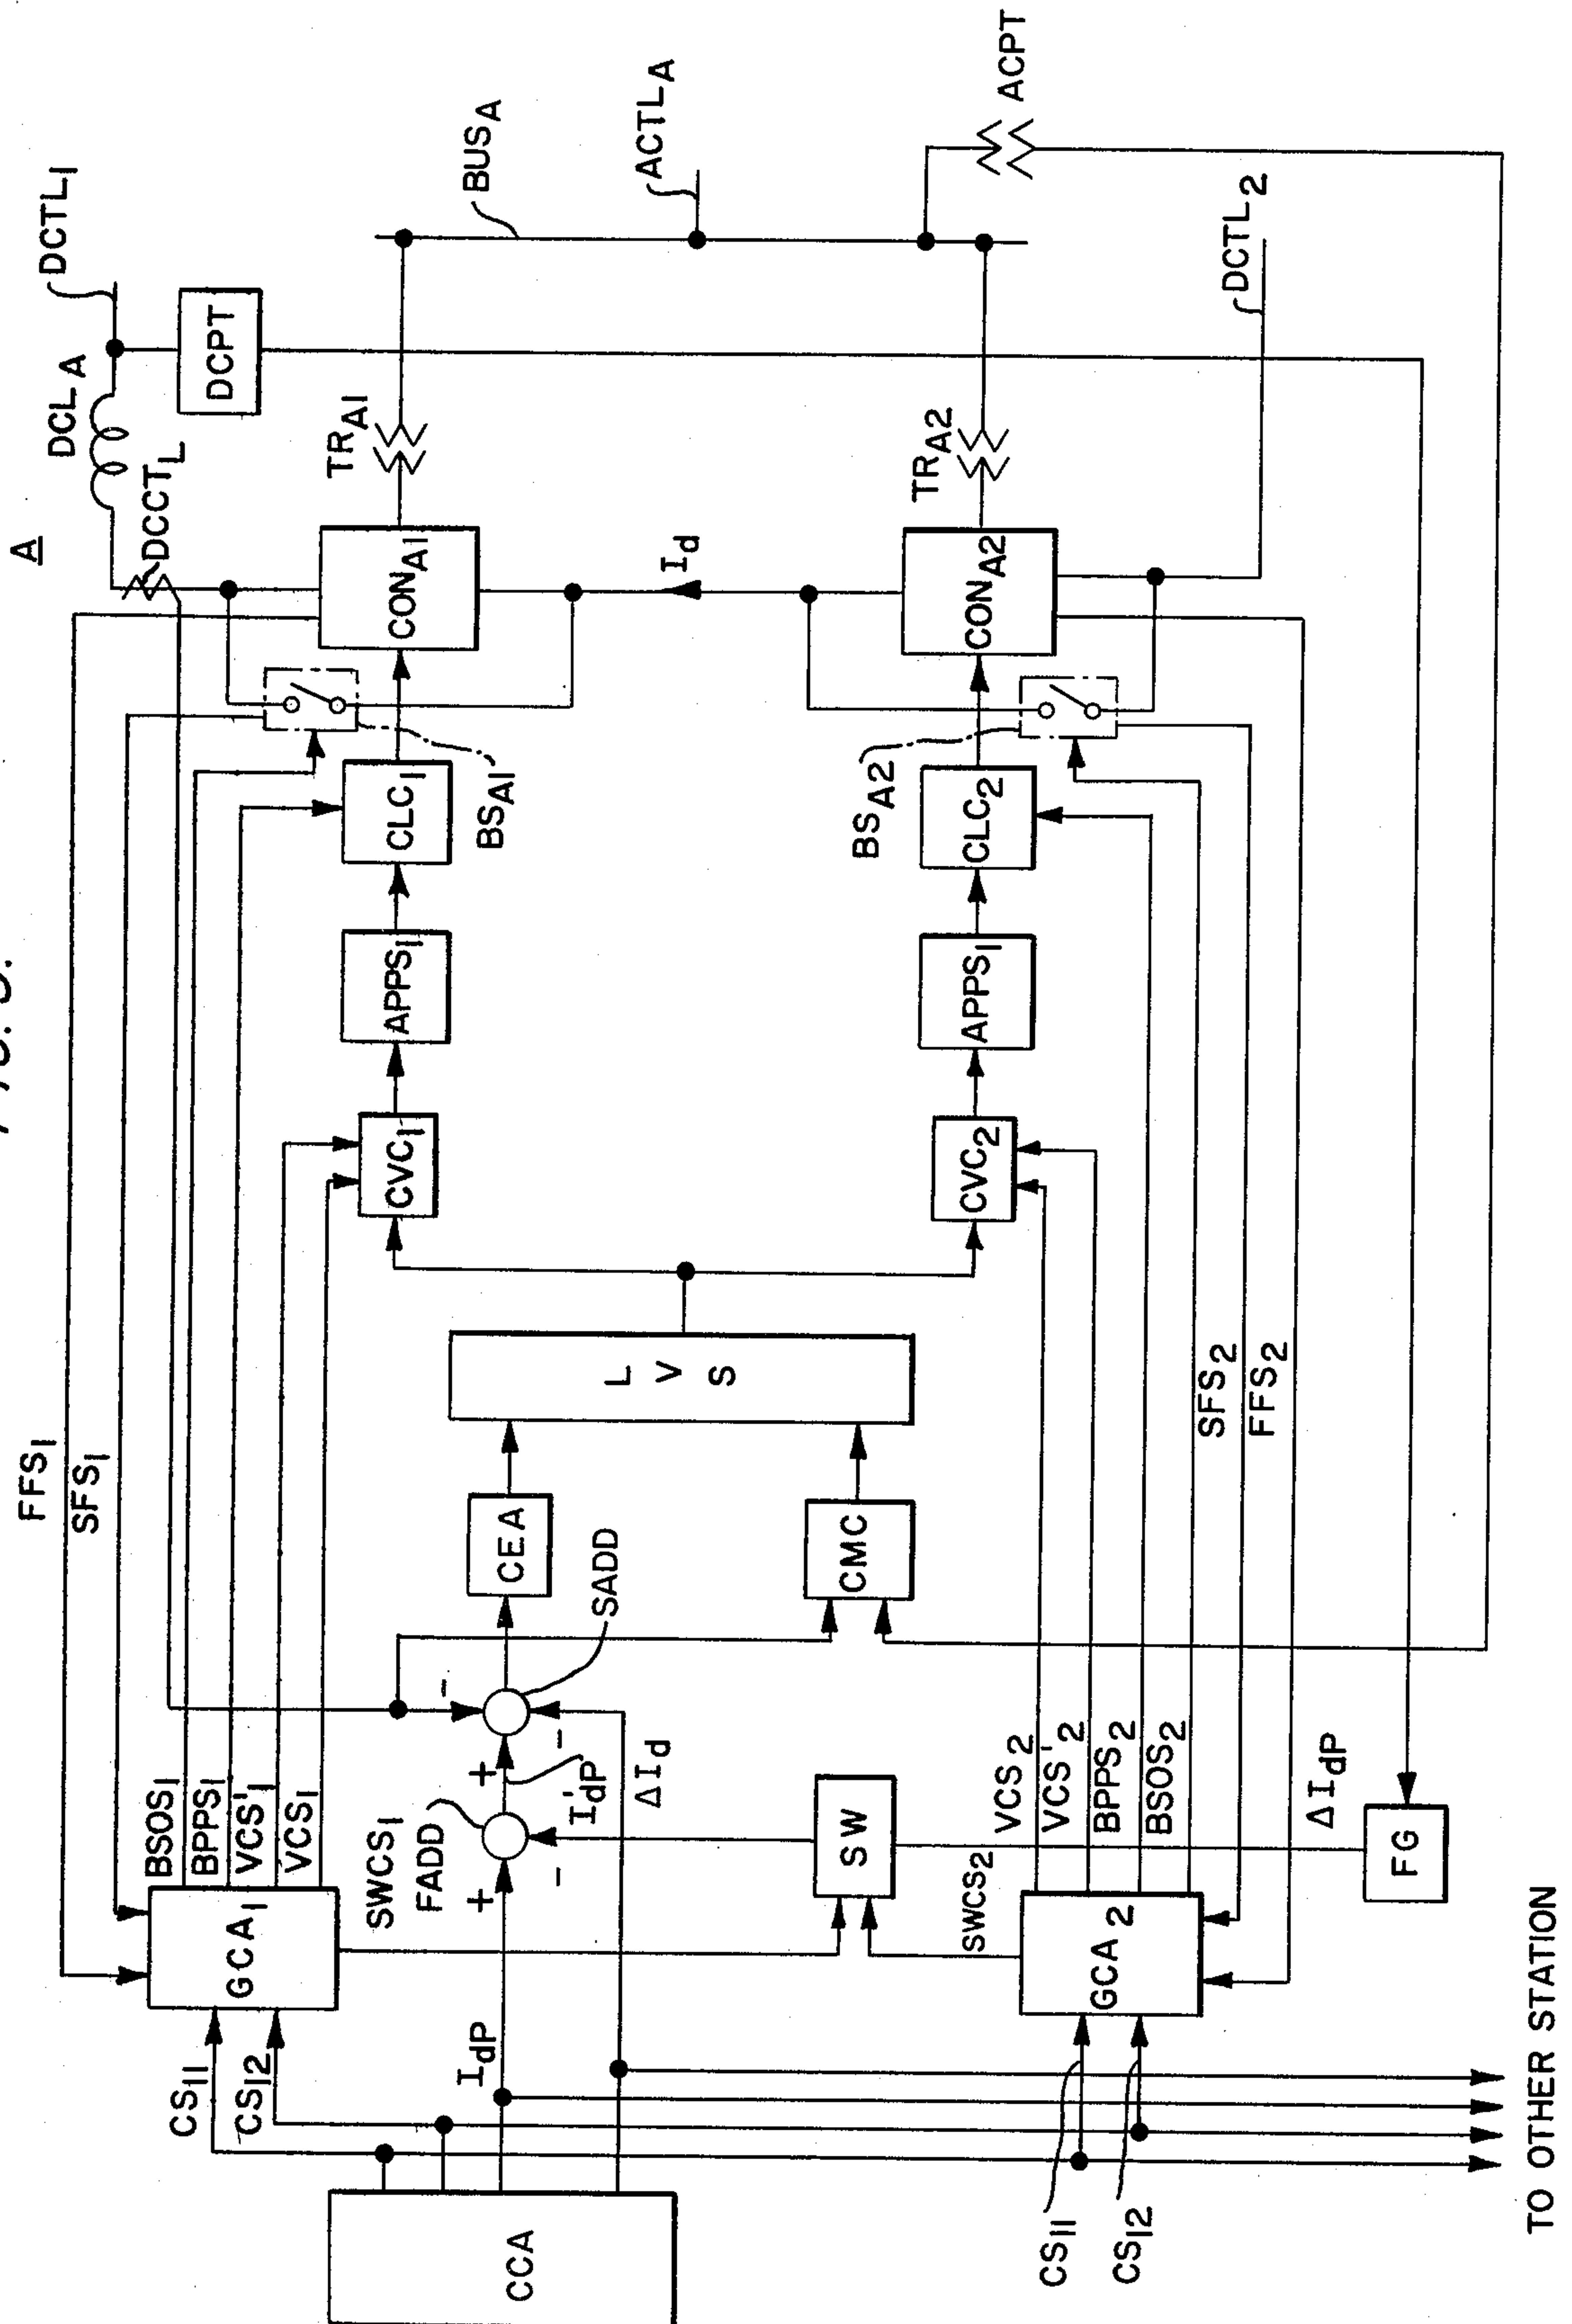 FIG. 3.
A
DCTL1
DCLA
DCPT
DCCTL
TRA1
CONA1
BUSA
ACTLA
ACPT
Id
TRA2
CONA2
DCTL2
BSA1
CLC1
APPS1
CVC1
BSA2
CLC2
APPS1
CVC2
LVS
FFS1
SFS1
CEA
SADD
CMC
SFS2
FFS2
BSOS1
BPPS1
VCS'1
VCS1
GCA1
SWCS1
FADD
+
-
+
-
-
I'dP
ΔId
SW
SWCS2
VCS2
VCS'2
BPPS2
BSOS2
GCA2
ΔIdP
FG
CS11
CS12
IdP
CCA
CS11
CS12
TO OTHER STATION